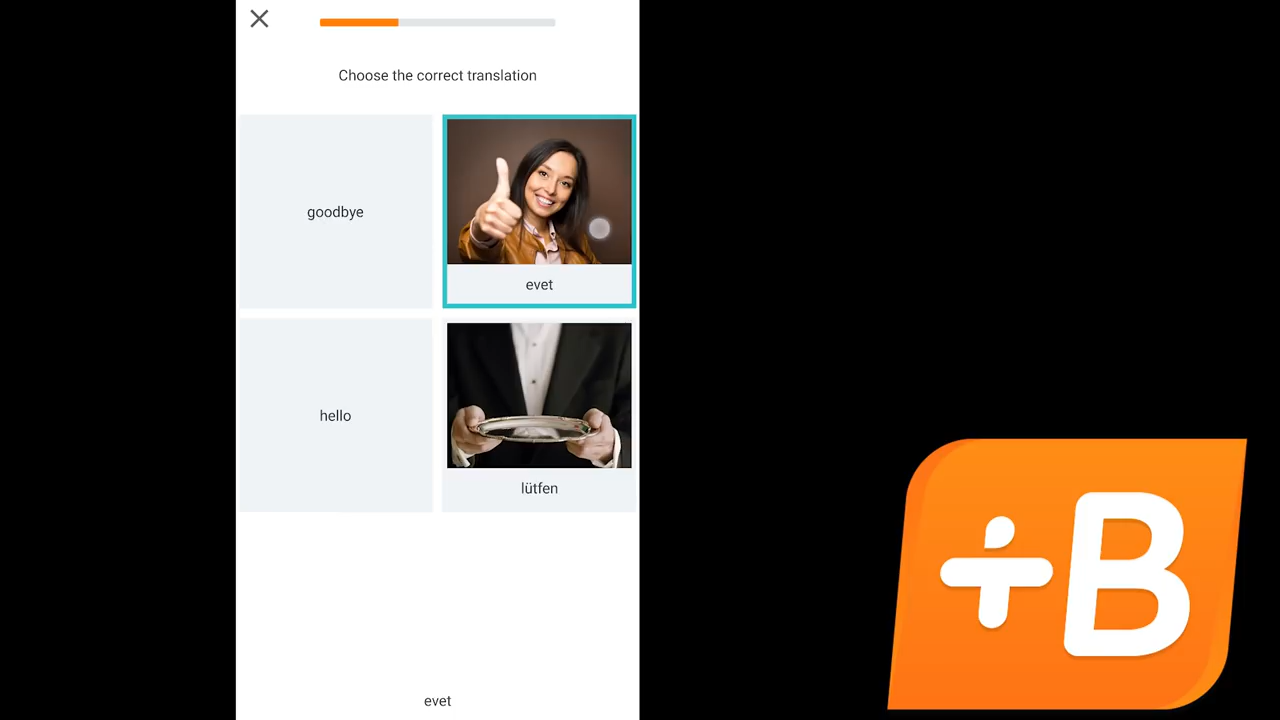 Choose the correct translation
goodbye
evet
hello
lütfen
evet
+B